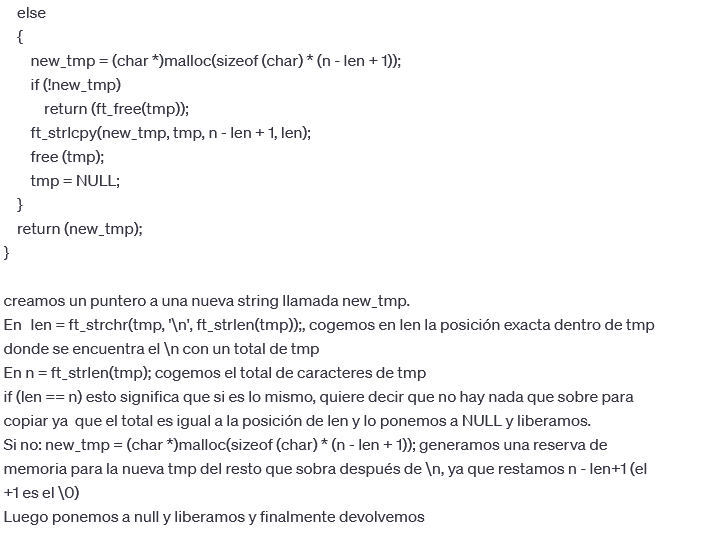 else
{
new_tmp = (char *)malloc(sizeof (char) * (n - len + 1));
if (!new_tmp)
return (ft_free(tmp));
ft_strlcpy(new_tmp, tmp, n - len + 1, len);
free (tmp);
tmp = NULL;
}
return (new_tmp);
}
creamos un puntero a una nueva string llamada new_tmp.
En len = ft_strchr(tmp, '\n', ft_strlen(tmp));, cogemos en len la posición exacta dentro de tmp
donde se encuentra el \n con un total de tmp
En n = ft_strlen(tmp); cogemos el total de caracteres de tmp
if (len == n) esto significa que si es lo mismo, quiere decir que no hay nada que sobre para
copiar ya que el total es igual a la posición de len y lo ponemos a NULL y liberamos.
Si no: new_tmp = (char *)malloc(sizeof (char) * (n - len + 1)); generamos una reserva de
memoria para la nueva tmp del resto que sobra después de \n, ya que restamos n - len+1 (el
+1 es el \0)
Luego ponemos a null y liberamos y finalmente devolvemos